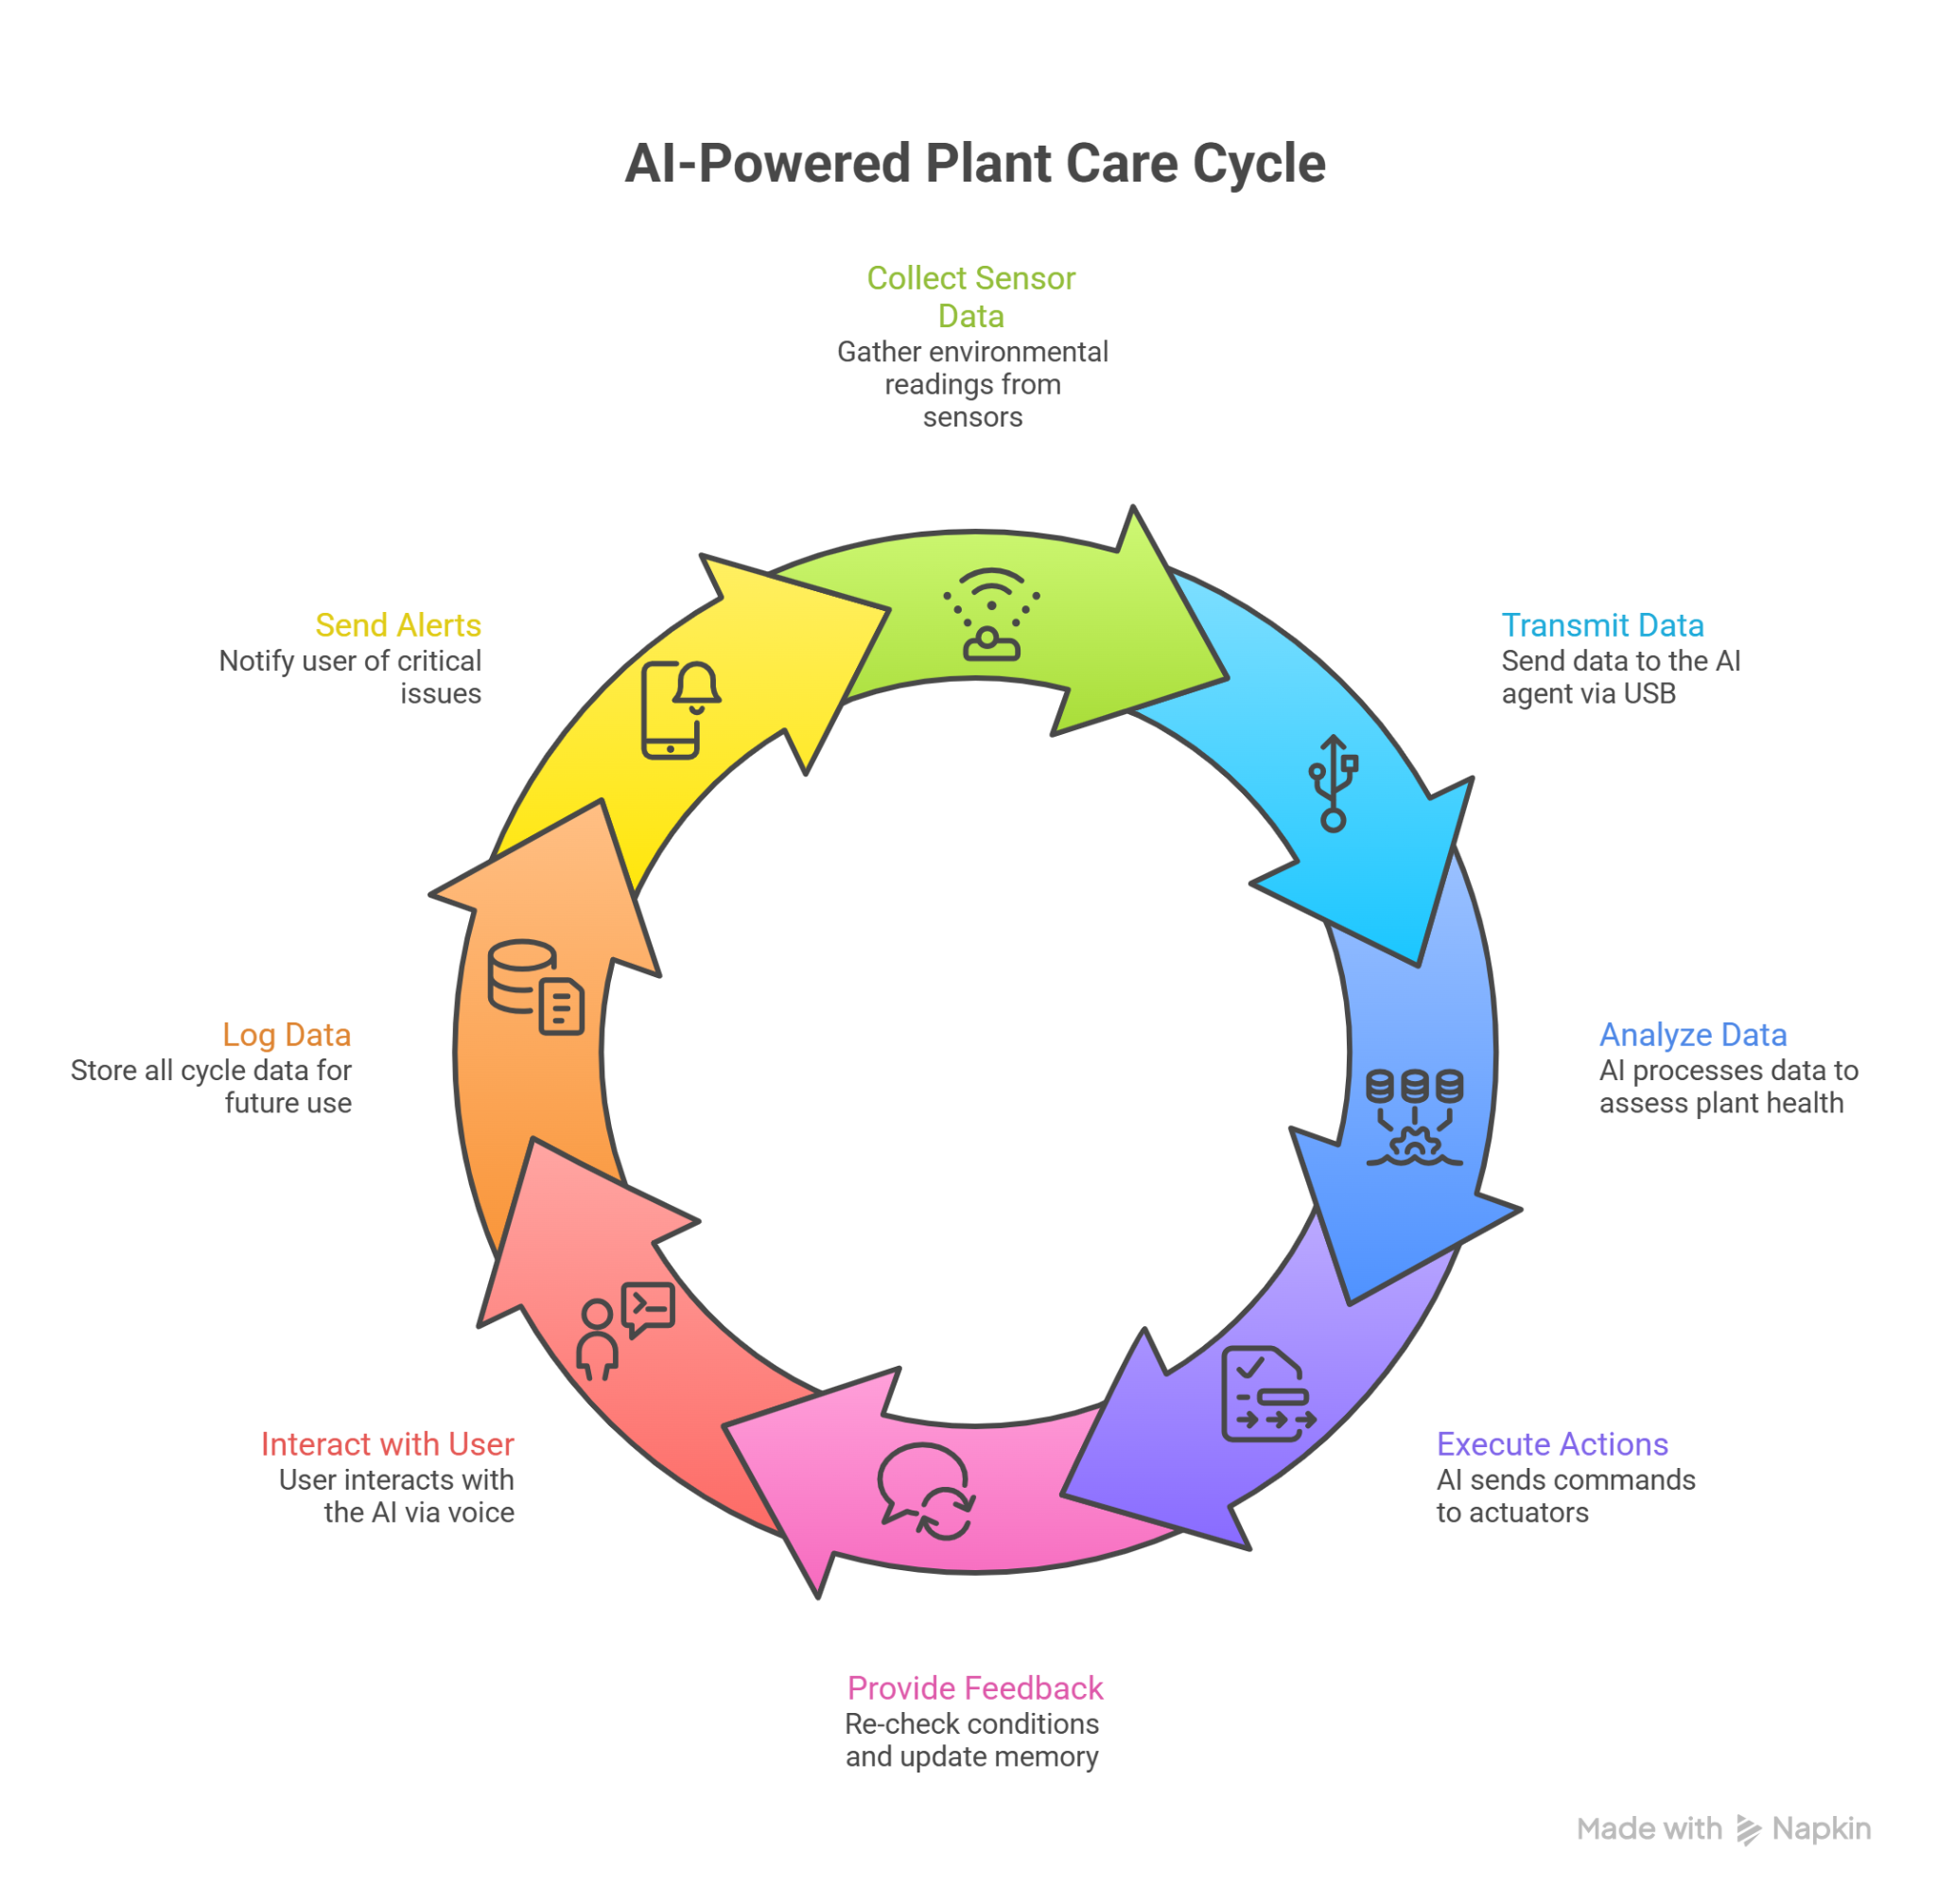 AI-Powered Plant Care Cycle
Collect Sensor
Data
Gather environmental
readings from
sensors
Transmit Data
Send data to the AI
agent via USB
Analyze Data
AI processes data to
assess plant health
Execute Actions
AI sends commands
to actuators
Provide Feedback
Re-check conditions
and update memory
Interact with User
User interacts with
the AI via voice
Log Data
Store all cycle data for
future use
Send Alerts
Notify user of critical
issues
Made with Napkin